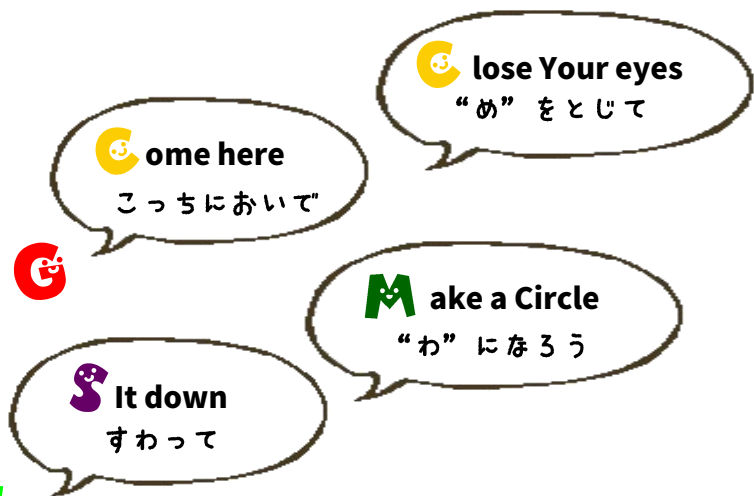 Close Your eyes
“め” をとじて
Come here
こっちにおいで
G
Make a Circle
“わ” になろう
SIt down
すわって